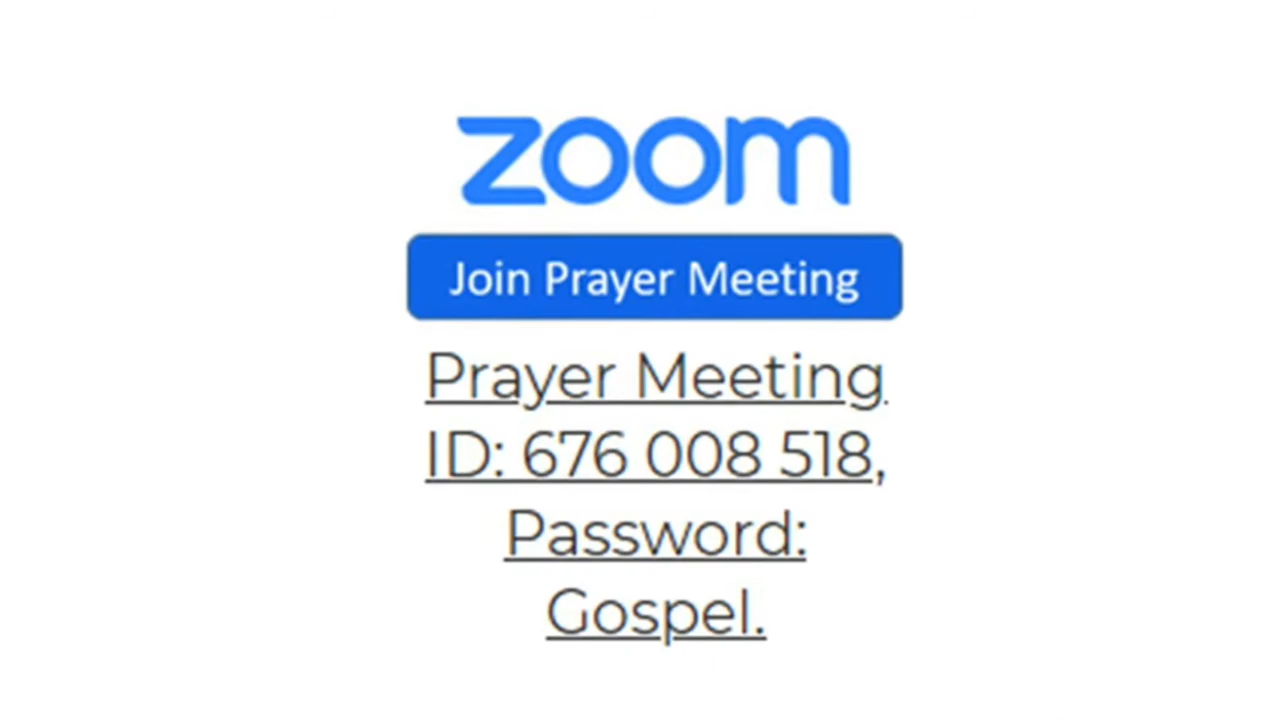 zoom
Join Prayer Meeting
Prayer Meeting
ID: 676 008 518,
Password:
Gospel.